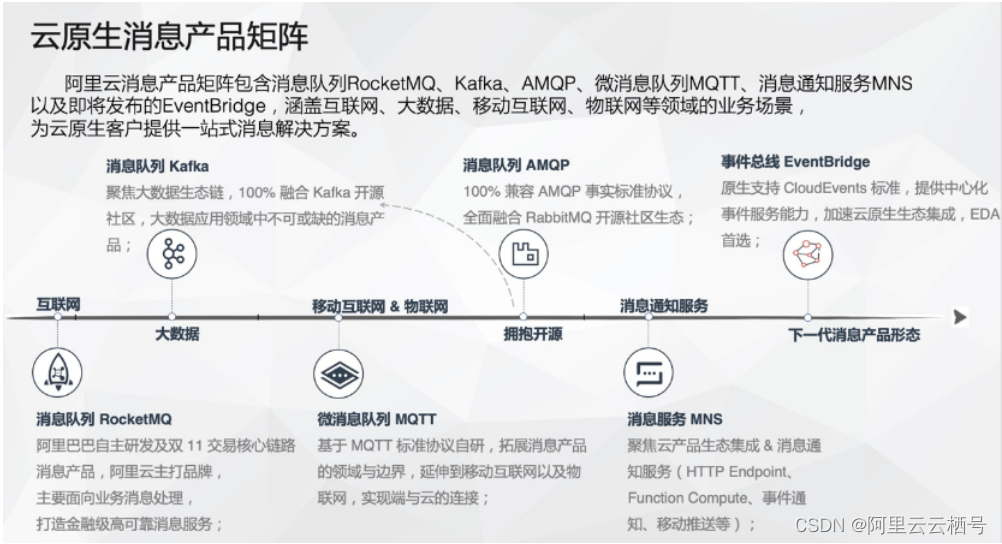 云原生消息产品矩阵
阿里云消息产品矩阵包含消息队列RocketMQ、Kafka、AMQP、微消息队列MQTT、消息通知服务MNS
以及即将发布的EventBridge，涵盖互联网、大数据、移动互联网、物联网等领域的业务场景，
为云原生客户提供一站式消息解决方案。
消息队列 Kafka
聚焦大数据生态链，100% 融合 Kafka 开源
社区，大数据应用领域中不可或缺的消息产
品；
消息队列 AMQP
100% 兼容 AMQP 事实标准协议，
全面融合 RabbitMQ 开源社区生态；
事件总线 EventBridge
原生支持 CloudEvents 标准，提供中心化
事件服务能力，加速云原生生态集成，EDA
首选；
互联网
大数据
移动互联网 & 物联网
拥抱开源
消息通知服务
下一代消息产品形态
消息队列 RocketMQ
阿里巴巴自主研发及双 11 交易核心链路
消息产品，阿里云主打品牌，
主要面向业务消息处理，
打造金融级高可靠消息服务；
微消息队列 MQTT
基于 MQTT 标准协议自研，拓展消息产品
的领域与边界，延伸到移动互联网以及物
联网，实现端与云的连接；
消息服务 MNS
聚焦云产品生态集成 & 消息通
知服务（HTTP Endpoint、
Function Compute、事件通
知、移动推送等）；
CSDN @阿里云云栖号